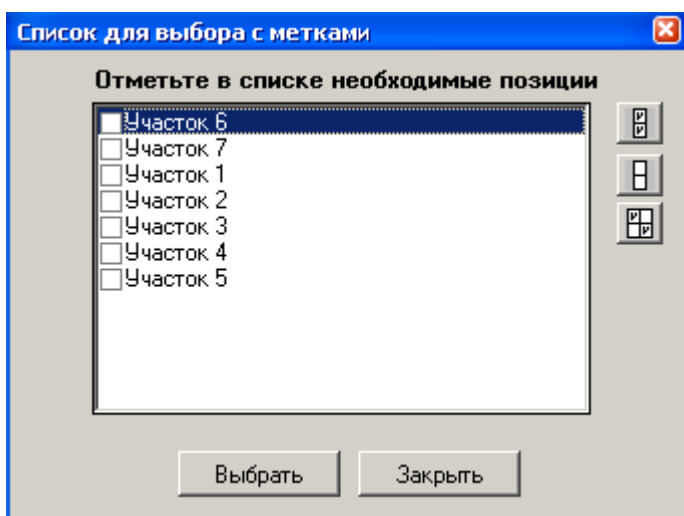 Список для выбора с метками
Отметьте в списке необходимые позиции
Участок 6
Участок 7
Участок 1
Участок 2
Участок 3
Участок 4
Участок 5
Выбрать
Закрыть